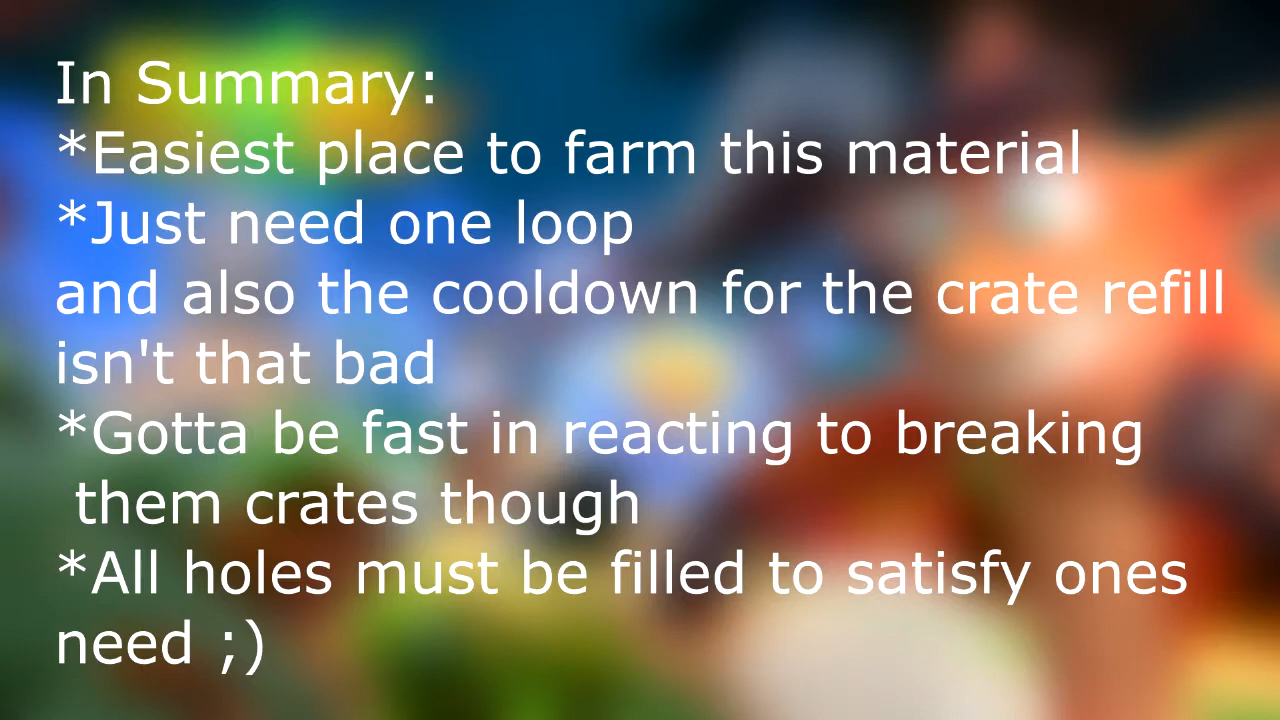 In Summary:
*Easiest place to farm this material
*Just need one loop
and also the cooldown for the crate refill
isn't that bad
*Gotta be fast in reacting to breaking
them crates though
*All holes must be filled to satisfy ones
need ;)